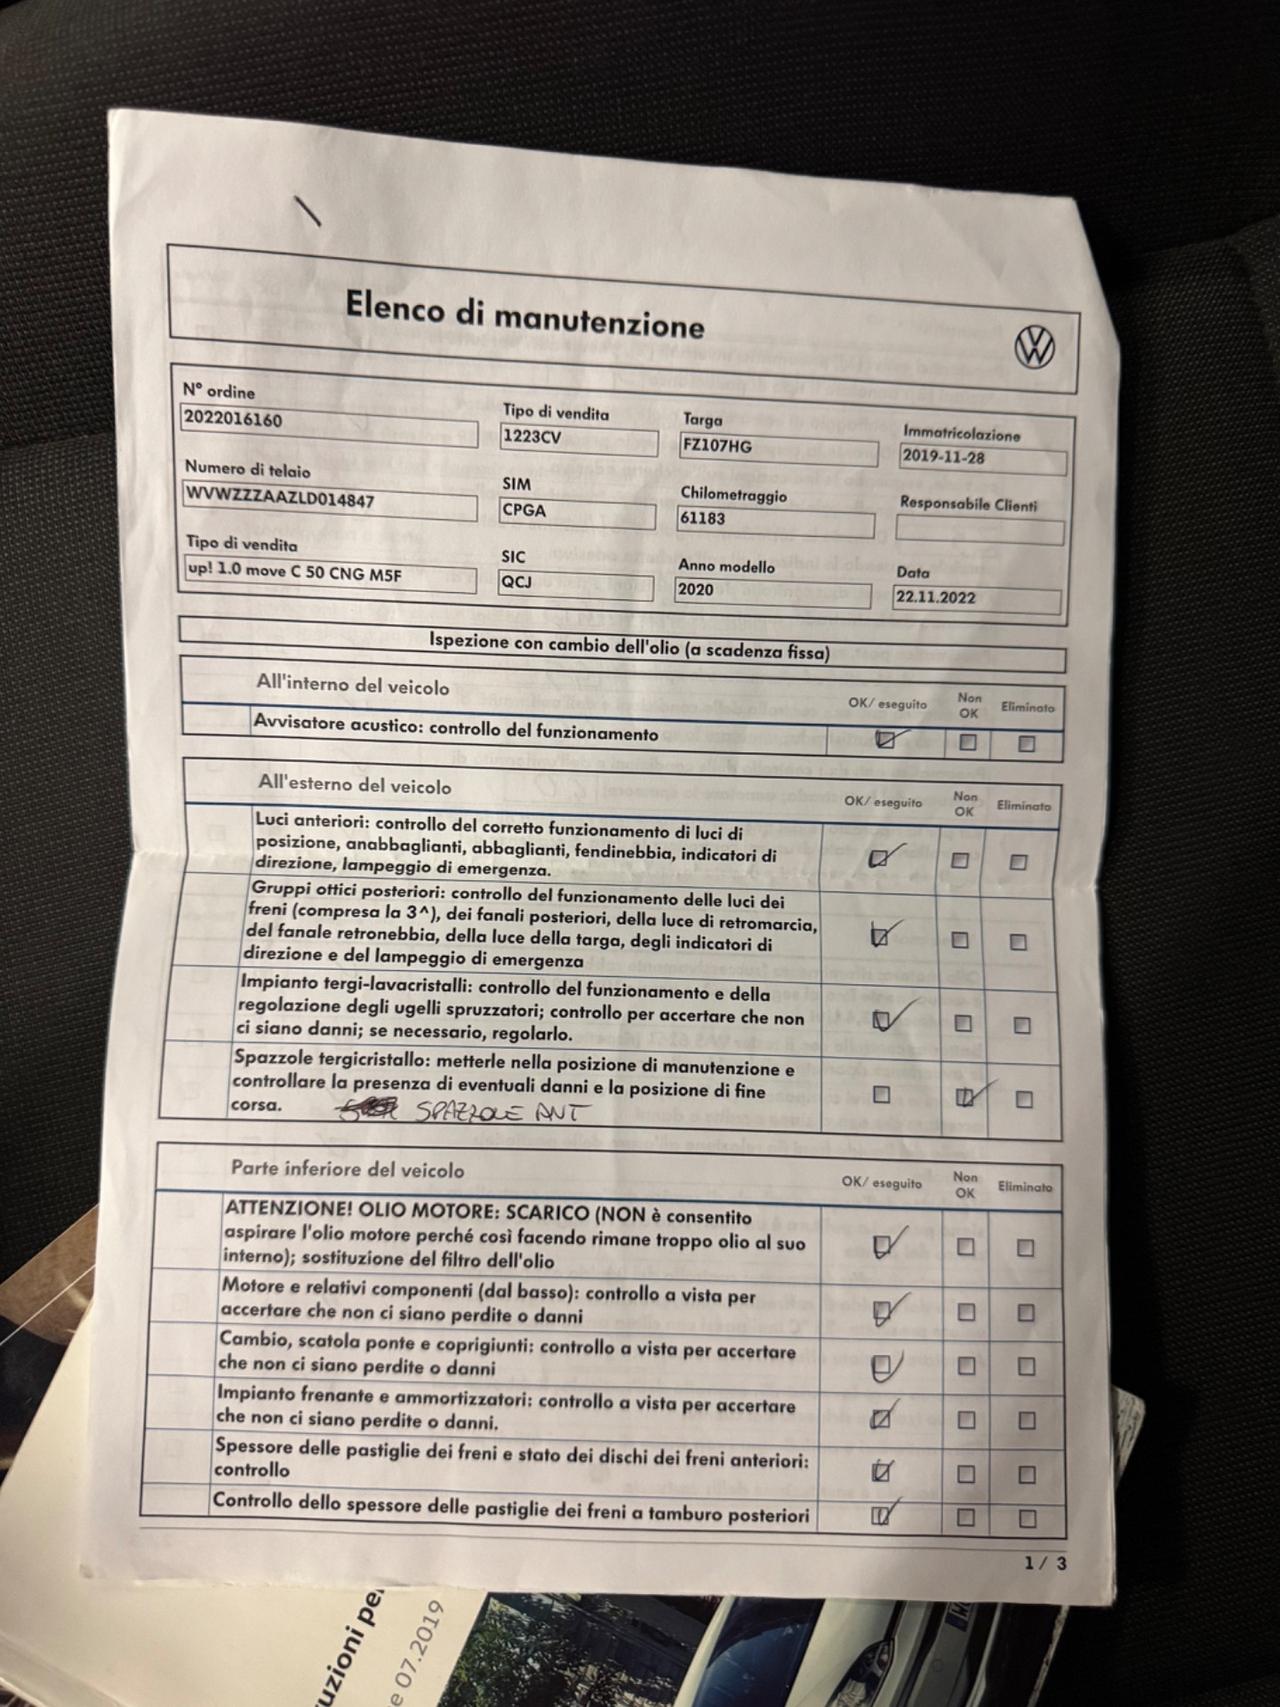 Elenco di manutenzione
N° ordine
2022016160
Tipo di vendita
1223CV
Targa
FZ107HG
Immatricolazione
2019-11-28
Numero di telaio
WVWZZZAAZLD014847
SIM
CPGA
Chilometraggio
61183
Responsabile Clienti
Tipo di vendita
up! 1.0 move C 50 CNG M5F
SIC
QCJ
Anno modello
2020
Data
22.11.2022
Ispezione con cambio dell'olio (a scadenza fissa)
All'interno del veicolo
OK/ eseguito
Non
OK
Eliminato
Avvisatore acustico: controllo del funzionamento
All'esterno del veicolo
OK/ eseguito
Non
OK
Eliminato
Luci anteriori: controllo del corretto funzionamento di luci di
posizione, anabbaglianti, abbaglianti, fendinebbia, indicatori di
direzione, lampeggio di emergenza.
Gruppi ottici posteriori: controllo del funzionamento delle luci dei
freni (compresa la 3^), dei fanali posteriori, della luce di retromarcia,
del fanale retronebbia, della luce della targa, degli indicatori di
direzione e del lampeggio di emergenza
Impianto tergi-lavacristalli: controllo del funzionamento e della
regolazione degli ugelli spruzzatori; controllo per accertare che non
ci siano danni; se necessario, regolarlo.
Spazzole tergicristallo: metterle nella posizione di manutenzione e
controllare la presenza di eventuali danni e la posizione di fine
corsa. SPAZZOLE ANT
Parte inferiore del veicolo
OK/ eseguito
Non
OK
Eliminato
ATTENZIONE! OLIO MOTORE: SCARICO (NON è consentito
aspirare l'olio motore perché così facendo rimane troppo olio al suo
interno); sostituzione del filtro dell'olio
Motore e relativi componenti (dal basso): controllo a vista per
accertare che non ci siano perdite o danni
Cambio, scatola ponte e coprigiunti: controllo a vista per accertare
che non ci siano perdite o danni
Impianto frenante e ammortizzatori: controllo a vista per accertare
che non ci siano perdite o danni.
Spessore delle pastiglie dei freni e stato dei dischi dei freni anteriori:
controllo
Controllo dello spessore delle pastiglie dei freni a tamburo posteriori
1 / 3
07.2019